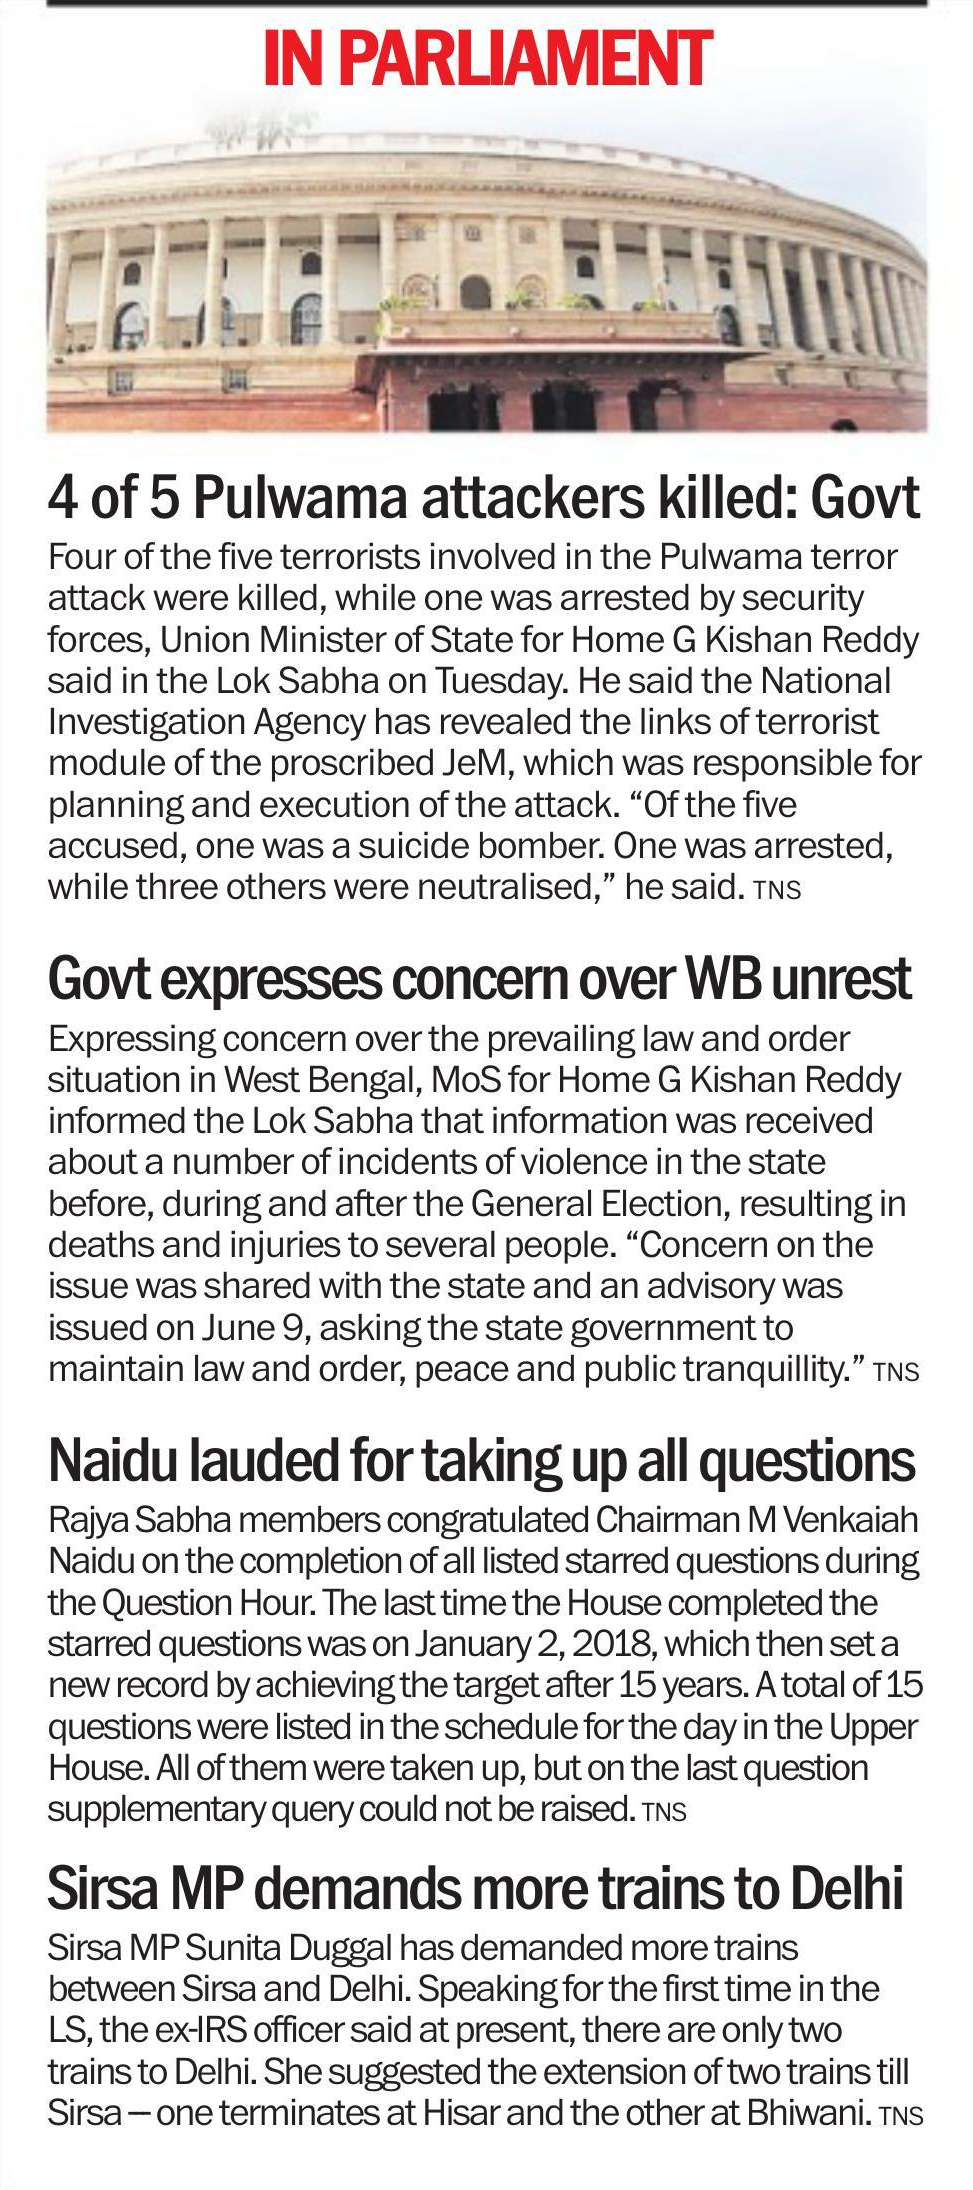 IN PARLIAMENT
4 of 5 Pulwama attackers killed: Govt
Four of the five terrorists involved in the Pulwama terror
attack were killed, while one was arrested by security
forces, Union Minister of State for Home G Kishan Reddy
said in the Lok Sabha on Tuesday. He said the National
Investigation Agency has revealed the links of terrorist
module of the proscribed JeM, which was responsible for
planning and execution of the attack. “Of the five
accused, one was a suicide bomber. One was arrested,
while three others were neutralised,” he said. TNS
Govt expresses concern over WB unrest
Expressing concern over the prevailing law and order
situation in West Bengal, MoS for Home G Kishan Reddy
informed the Lok Sabha that information was received
about a number of incidents of violence in the state
before, during and after the General Election, resulting in
deaths and injuries to several people. “Concern on the
issue was shared with the state and an advisory was
issued on June 9, asking the state government to
maintain law and order, peace and public tranquillity.” TNS
Naidu lauded for taking up all questions
Rajya Sabha members congratulated Chairman M Venkaiah
Naidu on the completion of all listed starred questions during
the Question Hour. The last time the House completed the
starred questions was on January 2, 2018, which then set a
new record by achieving the target after 15 years. A total of 15
questions were listed in the schedule for the day in the Upper
House. All of them were taken up, but on the last question
supplementary query could not be raised. TNS
Sirsa MP demands more trains to Delhi
Sirsa MP Sunita Duggal has demanded more trains
between Sirsa and Delhi. Speaking for the first time in the
LS, the ex-IRS officer said at present, there are only two
trains to Delhi. She suggested the extension of two trains till
Sirsa — one terminates at Hisar and the other at Bhiwani. TNS